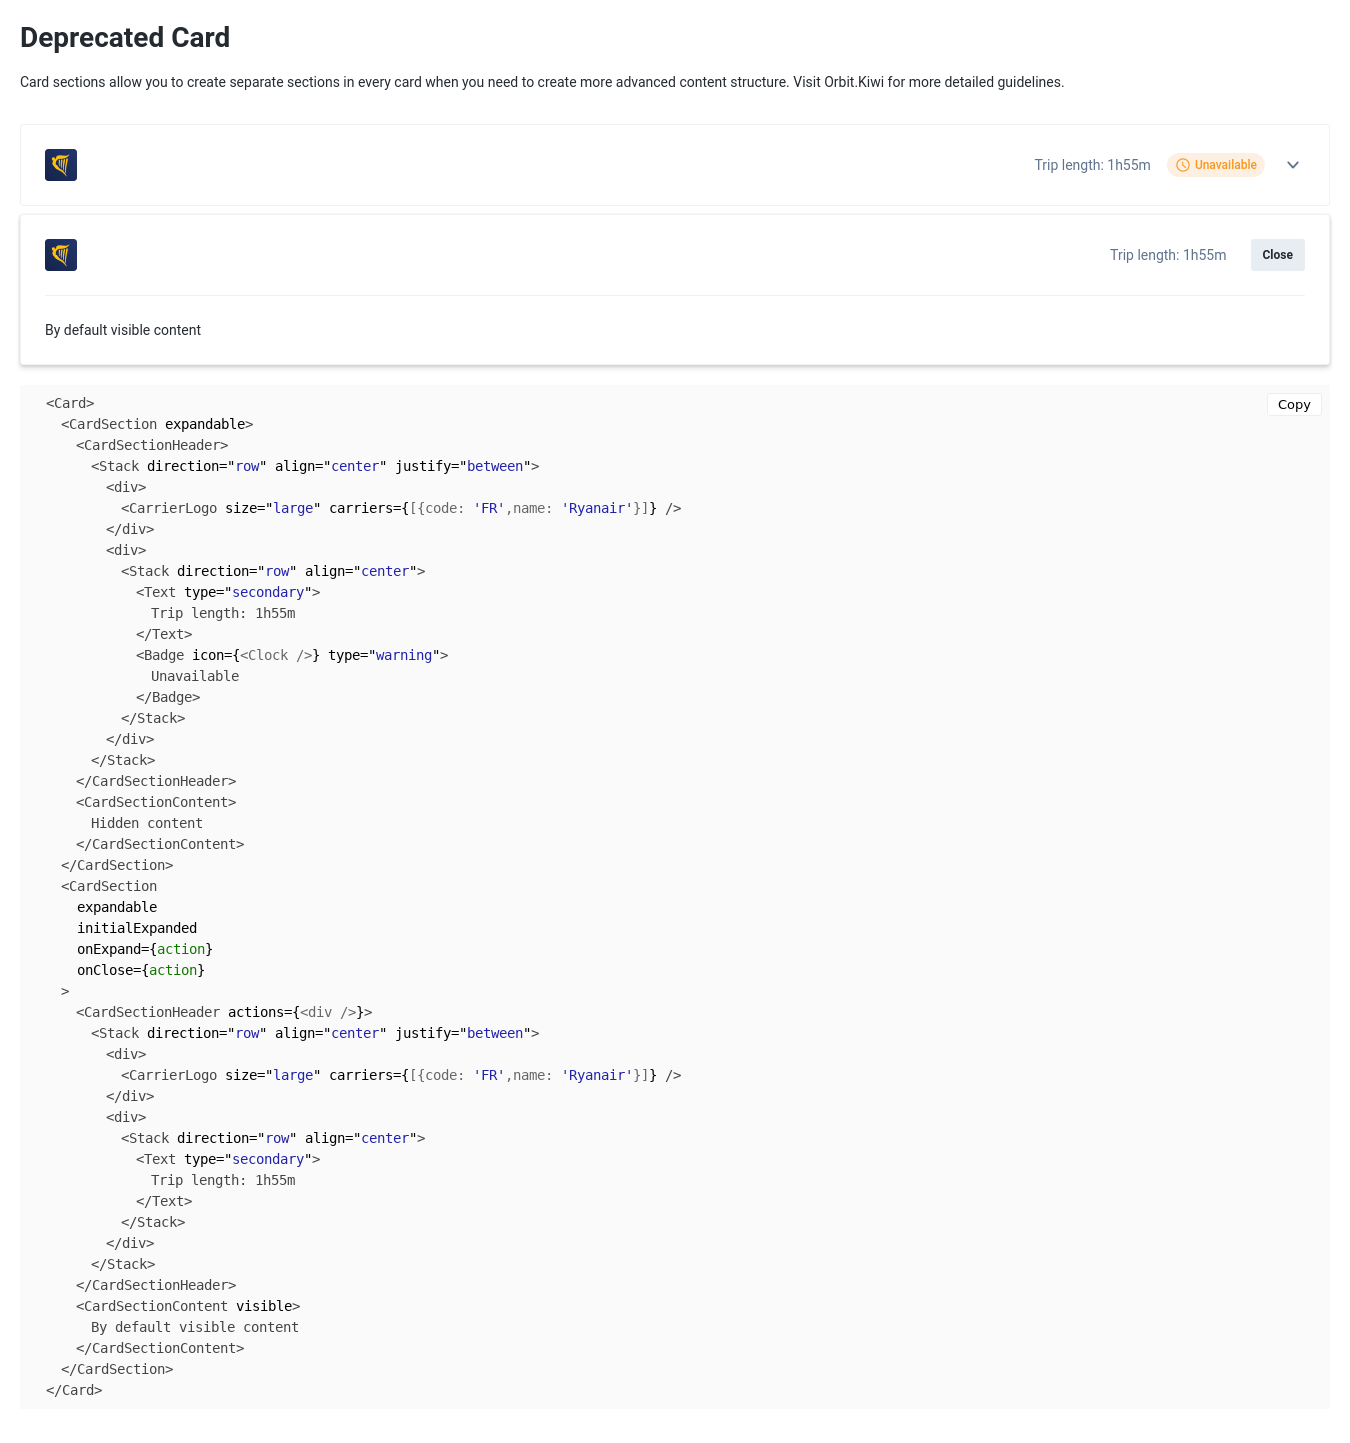 Deprecated Card
Card sections allow you to create separate sections in every card when you need to create more advanced content structure. Visit Orbit.Kiwi for more detailed guidelines.
Trip length: 1h55m Unavailable
Trip length: 1h55m Close
By default visible content
Copy
<Card>
  <CardSection expandable>
    <CardSectionHeader>
      <Stack direction="row" align="center" justify="between">
        <div>
          <CarrierLogo size="large" carriers={[{code: 'FR',name: 'Ryanair'}]} />
        </div>
        <div>
          <Stack direction="row" align="center">
            <Text type="secondary">
              Trip length: 1h55m
            </Text>
            <Badge icon={<Clock />} type="warning">
              Unavailable
            </Badge>
          </Stack>
        </div>
      </Stack>
    </CardSectionHeader>
    <CardSectionContent>
      Hidden content
    </CardSectionContent>
  </CardSection>
  <CardSection
    expandable
    initialExpanded
    onExpand={action}
    onClose={action}
  >
    <CardSectionHeader actions={<div />}>
      <Stack direction="row" align="center" justify="between">
        <div>
          <CarrierLogo size="large" carriers={[{code: 'FR',name: 'Ryanair'}]} />
        </div>
        <div>
          <Stack direction="row" align="center">
            <Text type="secondary">
              Trip length: 1h55m
            </Text>
          </Stack>
        </div>
      </Stack>
    </CardSectionHeader>
    <CardSectionContent visible>
      By default visible content
    </CardSectionContent>
  </CardSection>
</Card>